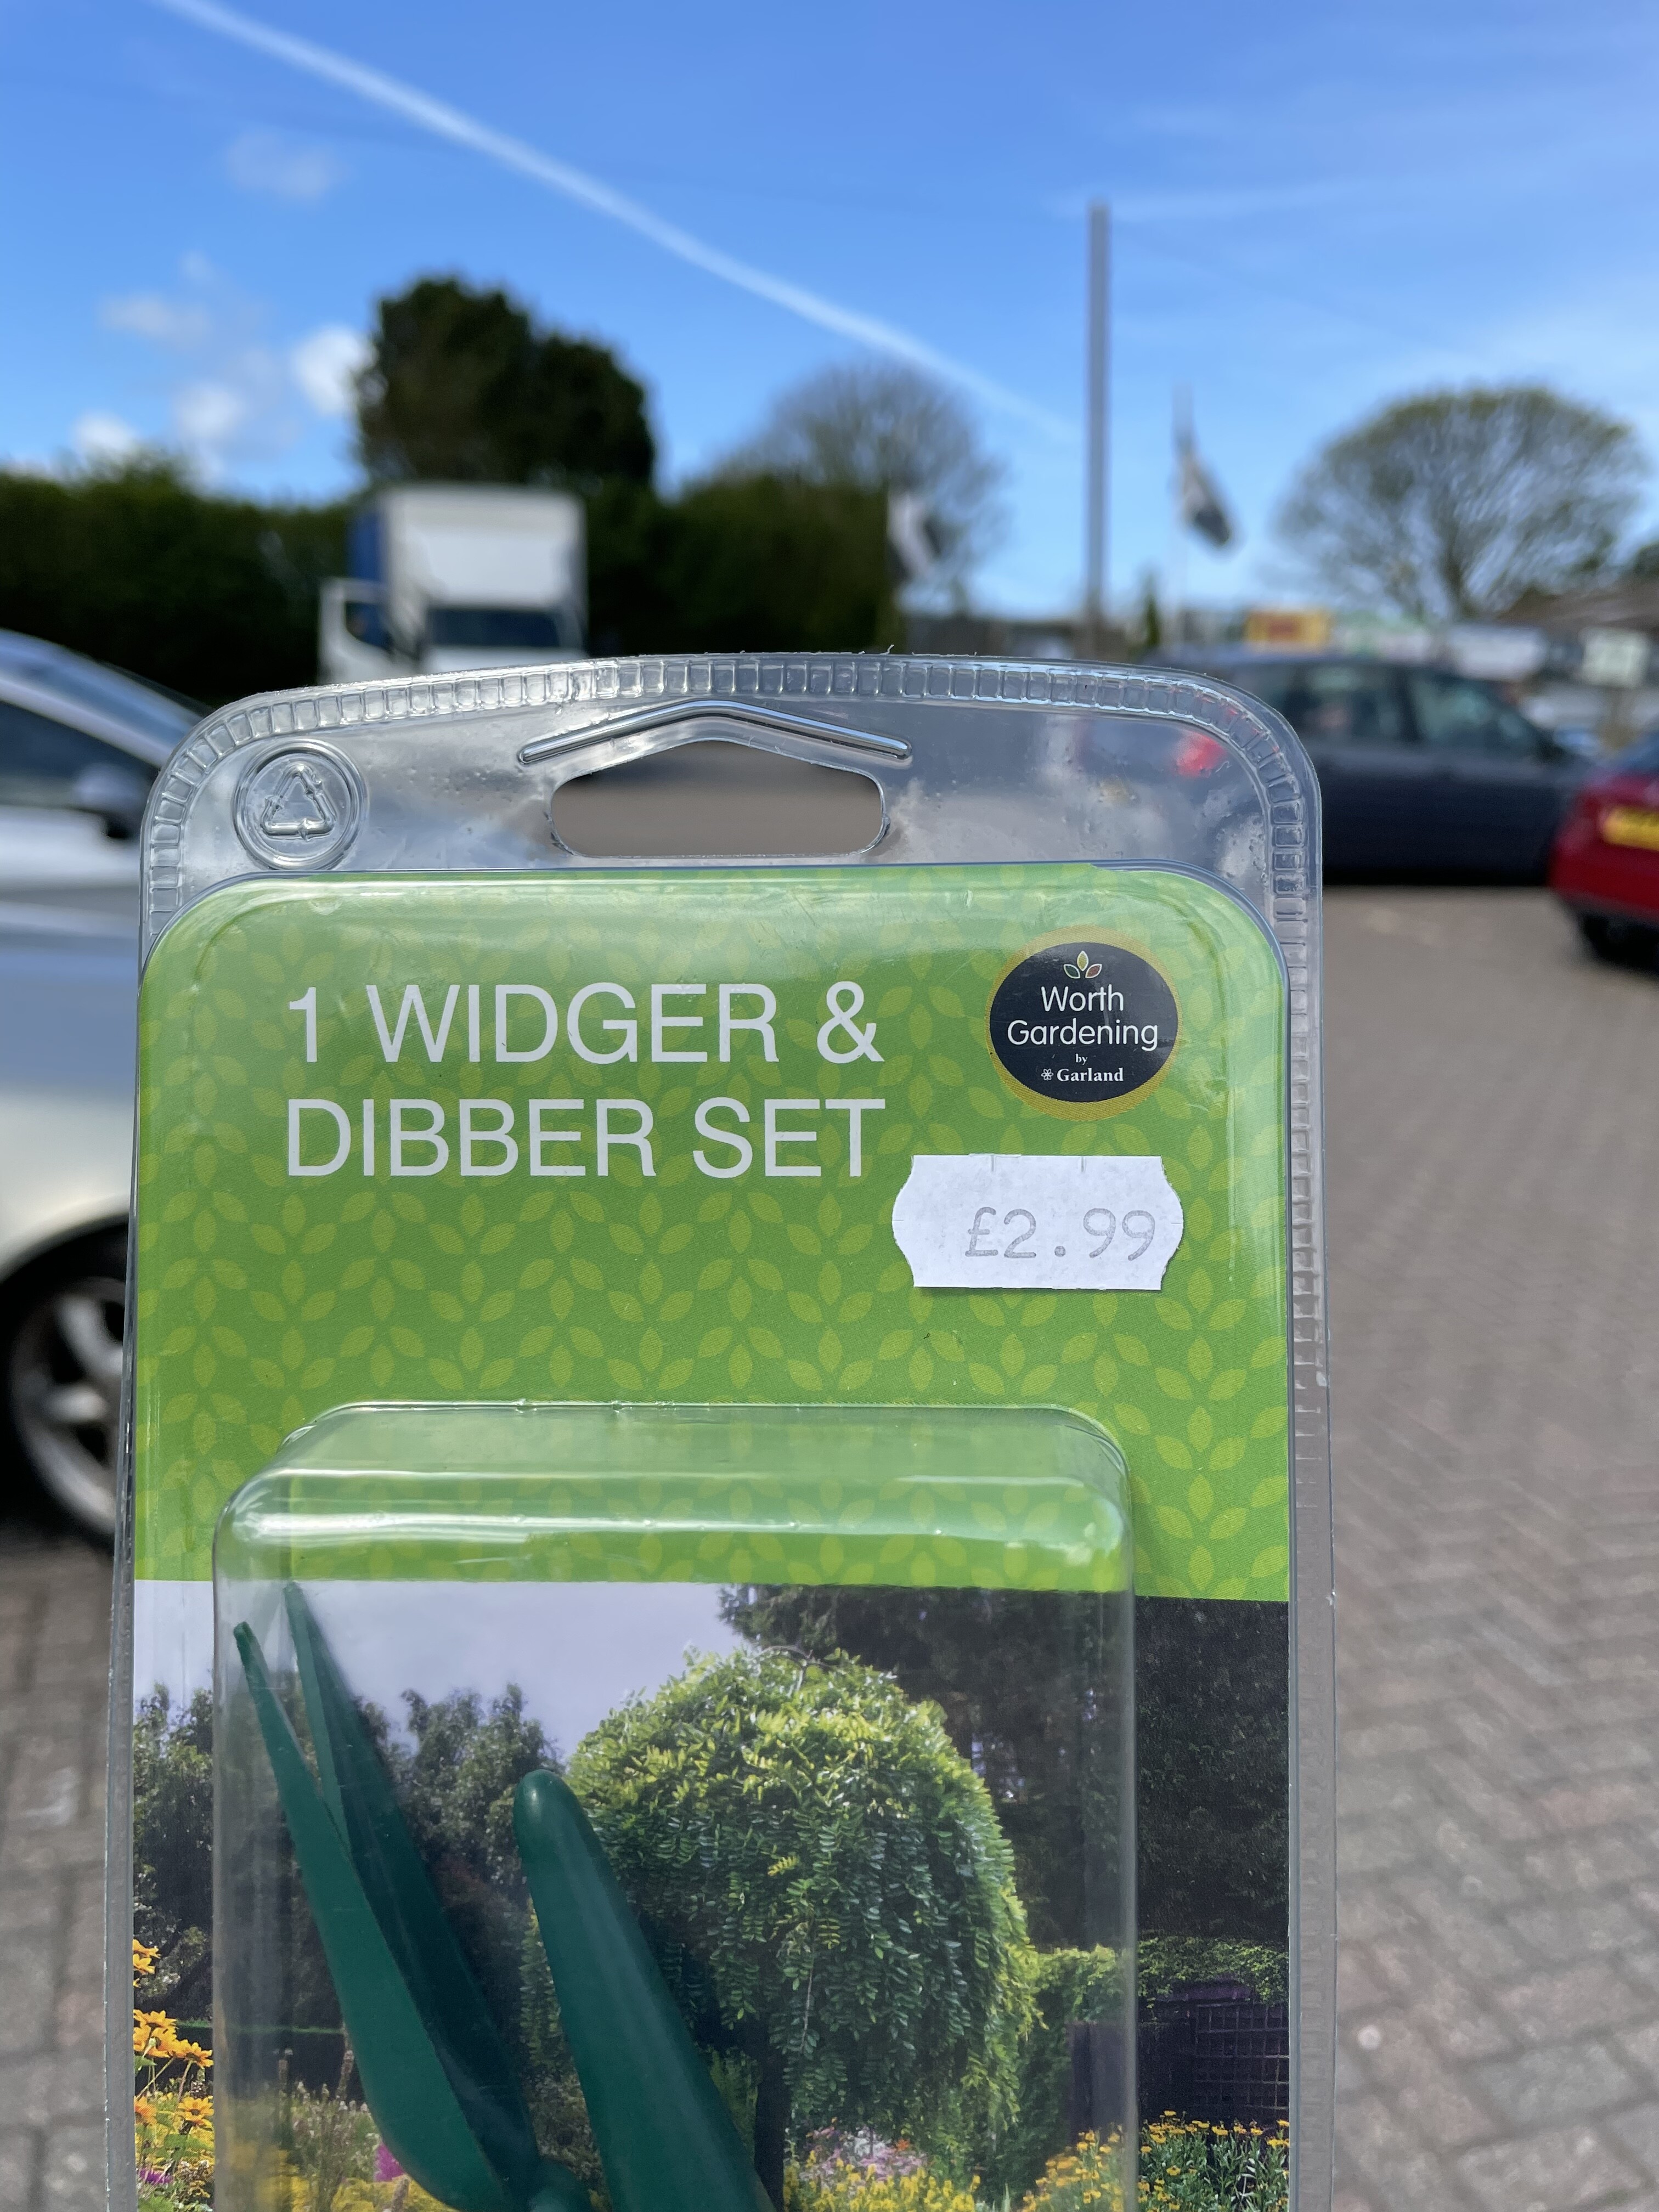 1 WIDGER &
DIBBER SET
Worth
Gardening
by
Garland
£2.99